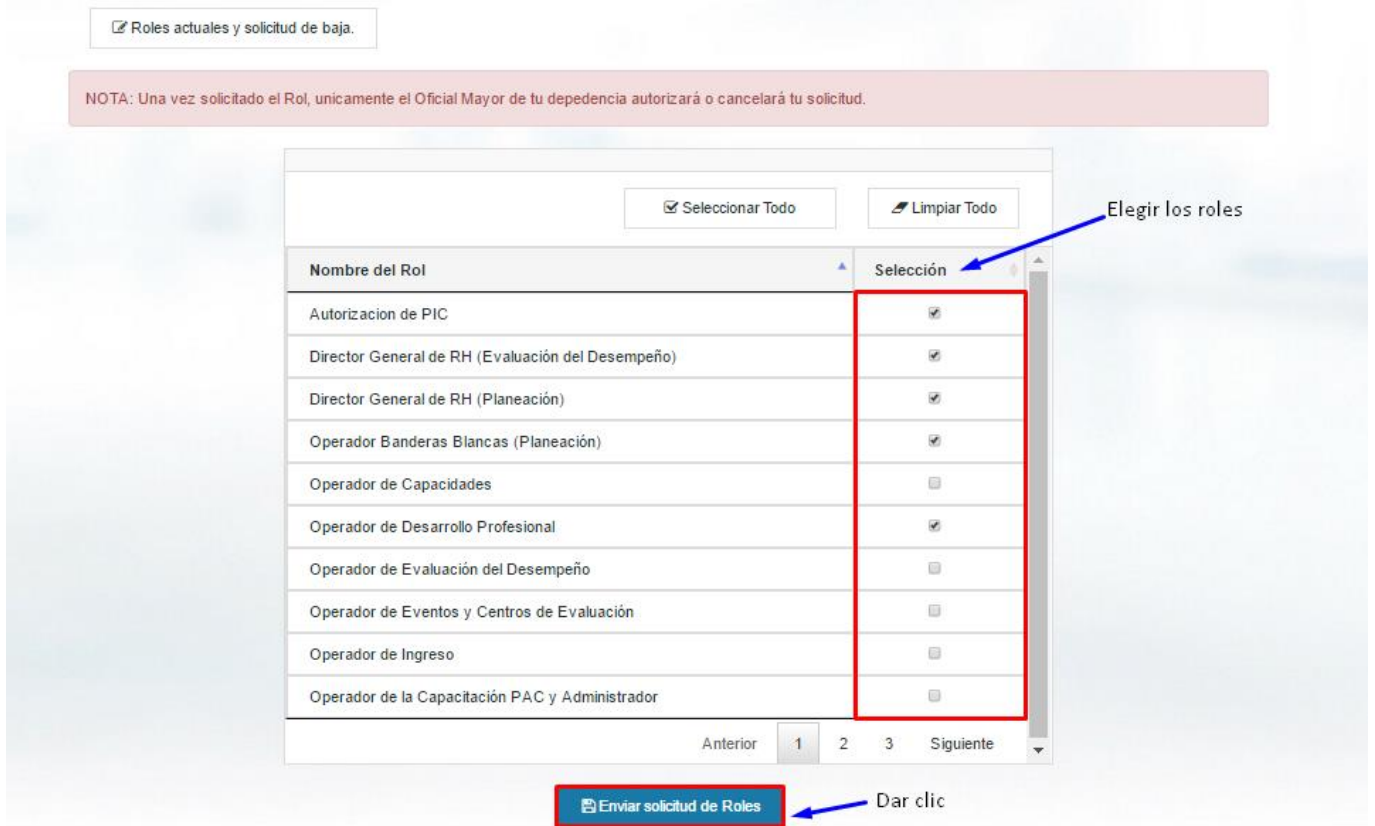 Roles actuales y solicitud de baja.
NOTA: Una vez solicitado el Rol, unicamente el Oficial Mayor de tu depedencia autorizará o cancelará tu solicitud.
Seleccionar Todo
Limpiar Todo
Elegir los roles
Nombre del Rol
Selección
Autorizacion de PIC
Director General de RH (Evaluación del Desempeño)
Director General de RH (Planeación)
Operador Banderas Blancas (Planeación)
Operador de Capacidades
Operador de Desarrollo Profesional
Operador de Evaluación del Desempeño
Operador de Eventos y Centros de Evaluación
Operador de Ingreso
Operador de la Capacitación PAC y Administrador
Anterior 1 2 3 Siguiente
Enviar solicitud de Roles
Dar clic